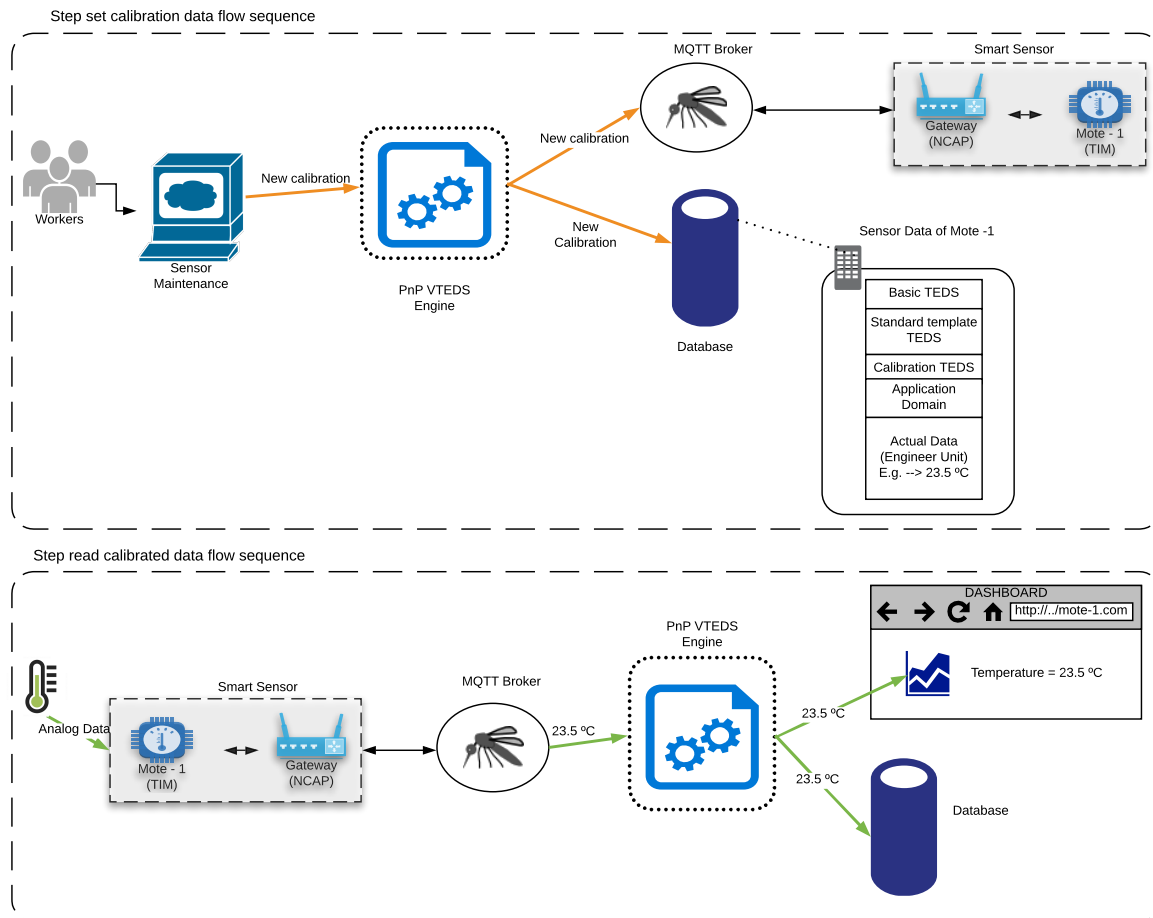 Step set calibration data flow sequence
MQTT Broker
Smart Sensor
Gateway
(NCAP)
Mote - 1
(TIM)
New calibration
New calibration
Workers
Sensor
Maintenance
PnP VTEDS
Engine
New
Calibration
Database
Sensor Data of Mote -1
Basic TEDS
Standard template
TEDS
Calibration TEDS
Application
Domain
Actual Data
(Engineer Unit)
E.g. --> 23.5 ºC
Step read calibrated data flow sequence
DASHBOARD
http://../mote-1.com
Temperature = 23.5 ºC
PnP VTEDS
Engine
MQTT Broker
Smart Sensor
Analog Data
Mote - 1
(TIM)
Gateway
(NCAP)
23.5 ºC
23.5 ºC
23.5 ºC
Database